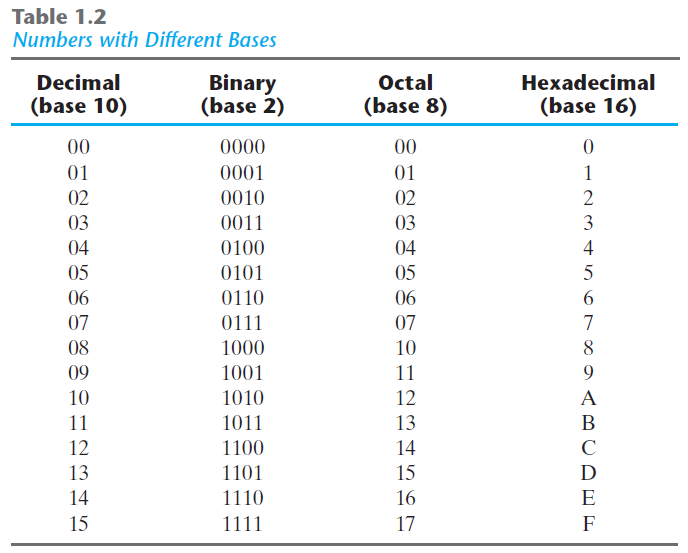 Table 1.2
Numbers with Different Bases
Decimal Binary Octal Hexadecimal
(base 10) (base 2) (base 8) (base 16)
00 0000 00 0
01 0001 01 1
02 0010 02 2
03 0011 03 3
04 0100 04 4
05 0101 05 5
06 0110 06 6
07 0111 07 7
08 1000 10 8
09 1001 11 9
10 1010 12 A
11 1011 13 B
12 1100 14 C
13 1101 15 D
14 1110 16 E
15 1111 17 F